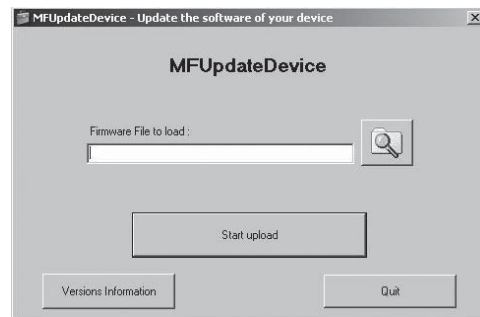 MFUpdateDevice - Update the software of your device
MFUpdateDevice
Firmware File to load :
Start upload
Versions Information
Quit